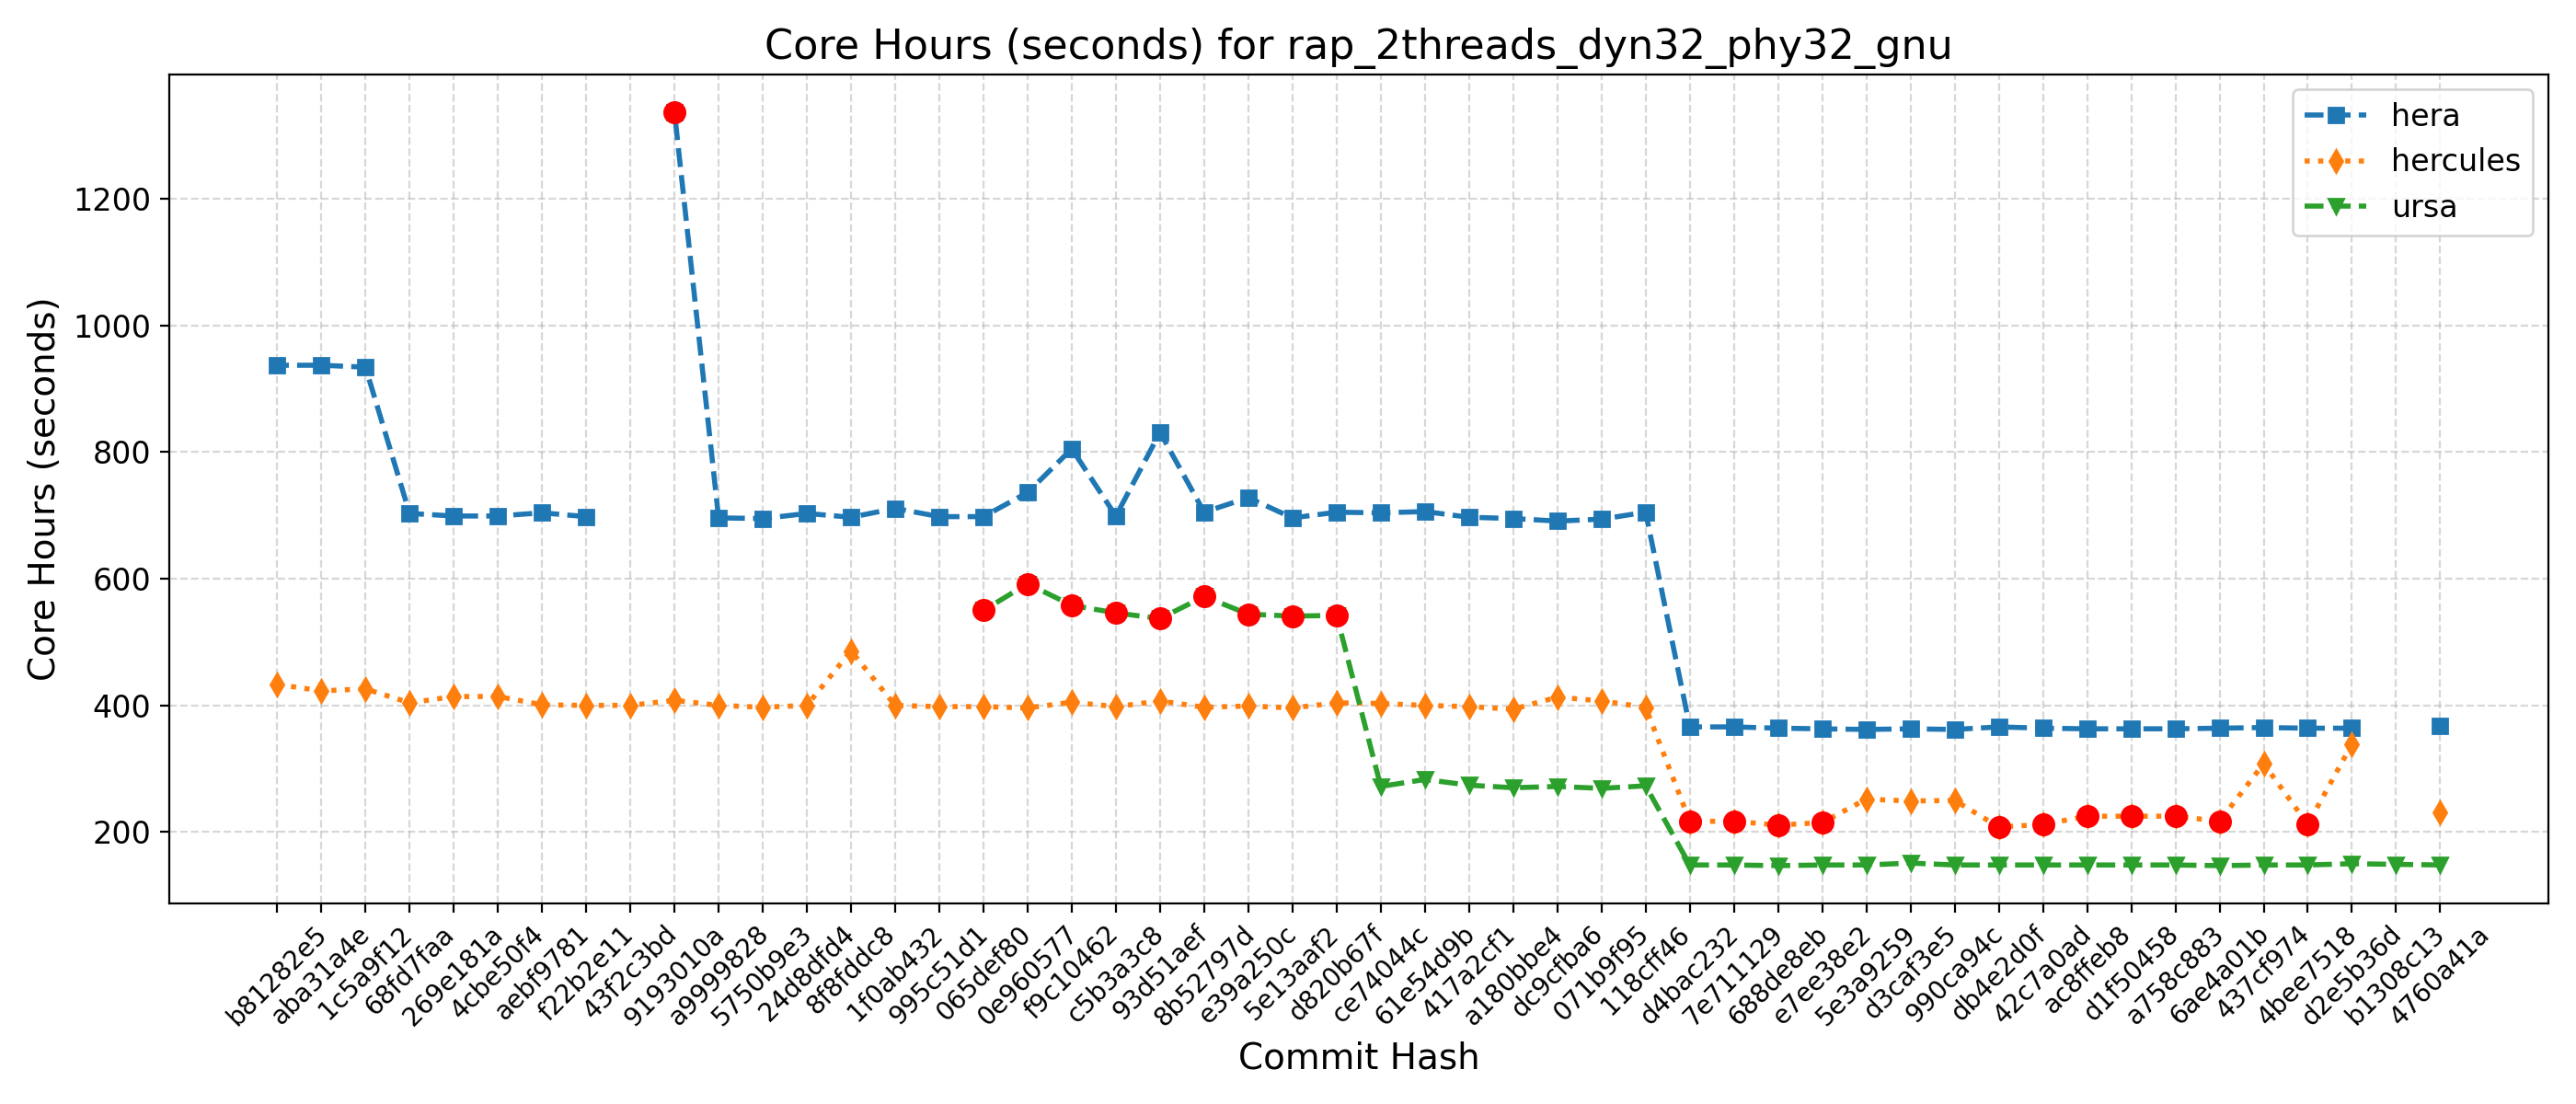 Core Hours (seconds) for rap_2threads_dyn32_phy32_gnu
hera
hercules
ursa
Core Hours (seconds)
1200
1000
800
600
400
200
b81282e5
aba31a4e
1c5a9f12
68fd7faa
269e181a
4cbe50f4
aebf9781
f22b2e11
43f2c3bd
9193010a
a9999828
5750b9e3
24d8dfd4
8f8fddc8
1f0ab432
995c51d1
065def80
0e960577
f9c10462
c5b3a3c8
93d51aef
8b52797d
e39a250c
5e13aaf2
d820b67f
ce74044c
61e54d9b
417a2cf1
a180bbe4
dc9cfba6
071b9f95
118cff46
d4bac232
7e711129
688de8eb
e7ee38e2
5e3a9259
d3caf3e5
990ca94c
db4e2d0f
42c7a0ad
ac8ffeb8
d1f50458
a758c883
6ae4a01b
437cf974
4bee7518
d2e5b36d
b1308c13
4760a41a
Commit Hash